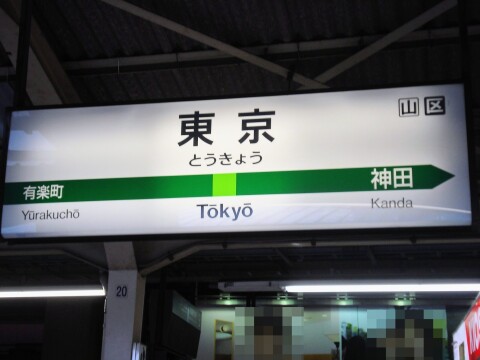 東京
山区
とうきょう
有楽町
神田
Yūrakuchō
Tōkyō
Kanda
20